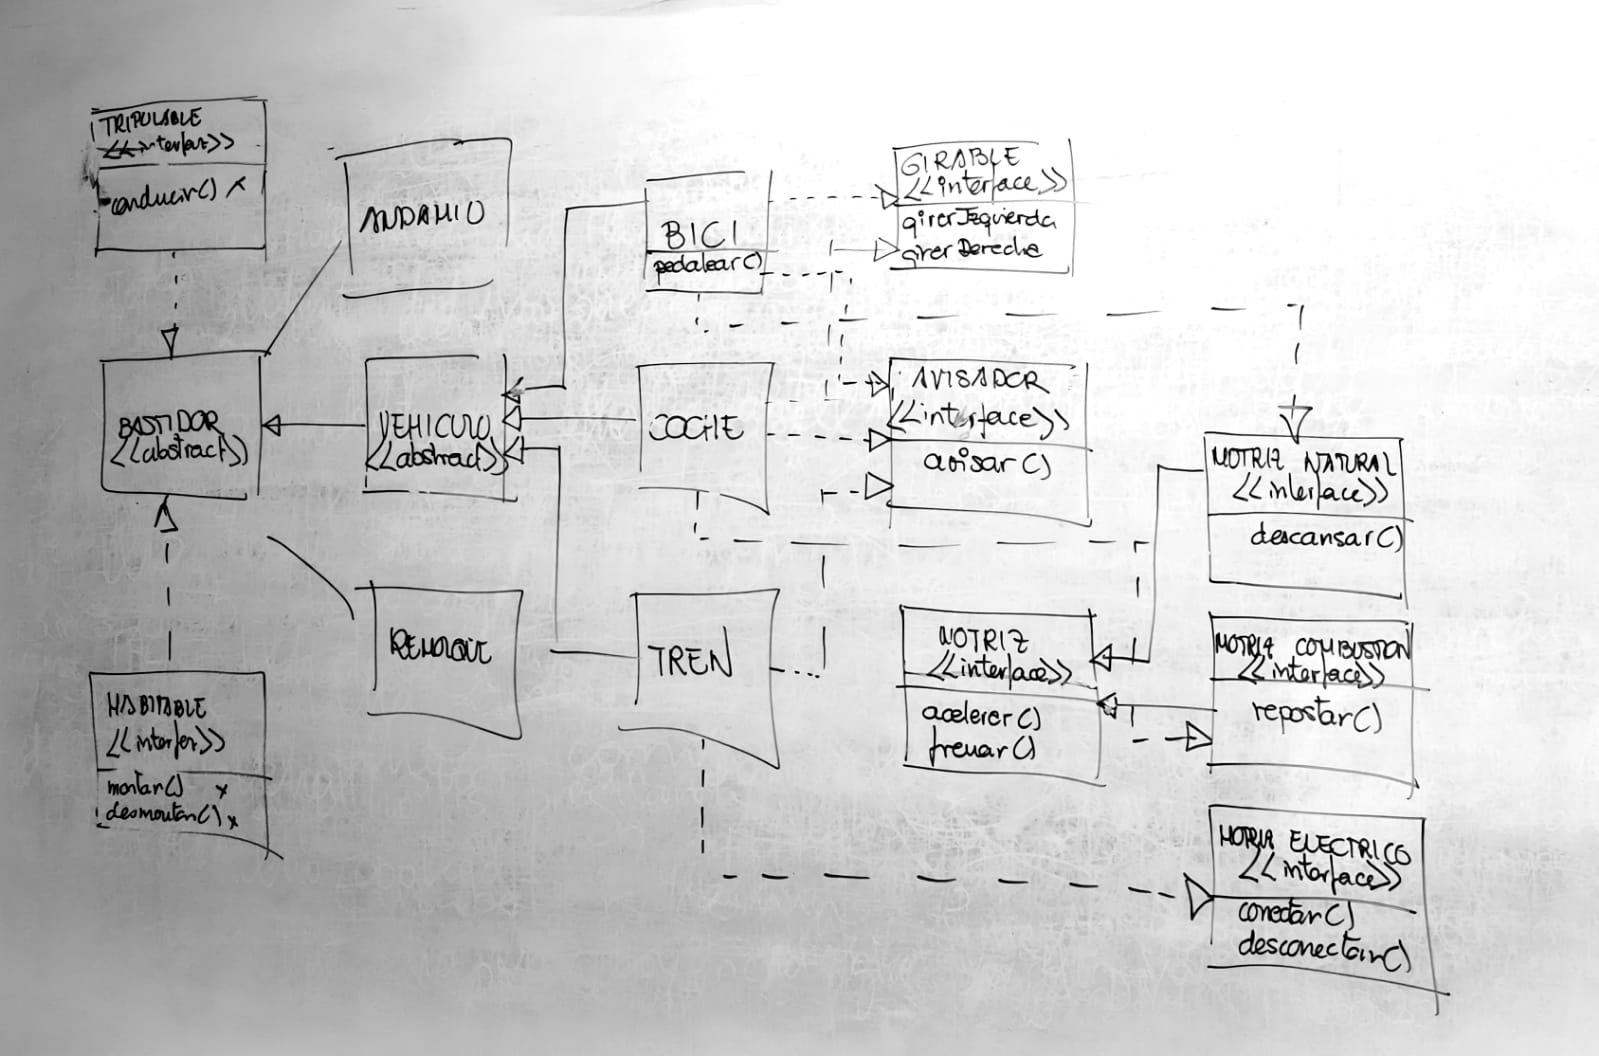 TRIPULABLE
<<interfaz>>
conducir() x
ANDAMIO
BICI
pedalear()
GIRABLE
<<interface>>
girarIzquierda
girarDerecha
BASTIDOR
<<abstract>>
VEHICULO
<<abstract>>
COCHE
AVISADOR
<<interface>>
avisar()
MOTRIZ NATURAL
<<interface>>
descansar()
REMOLQUE
TREN
MOTRIZ
<<interface>>
acelerar()
frenar()
MOTRIZ COMBUSTION
<<interface>>
repostar()
HABITABLE
montar() x
desmontar() x
MOTRIZ ELECTRICO
<<interface>>
conectar()
desconectar()